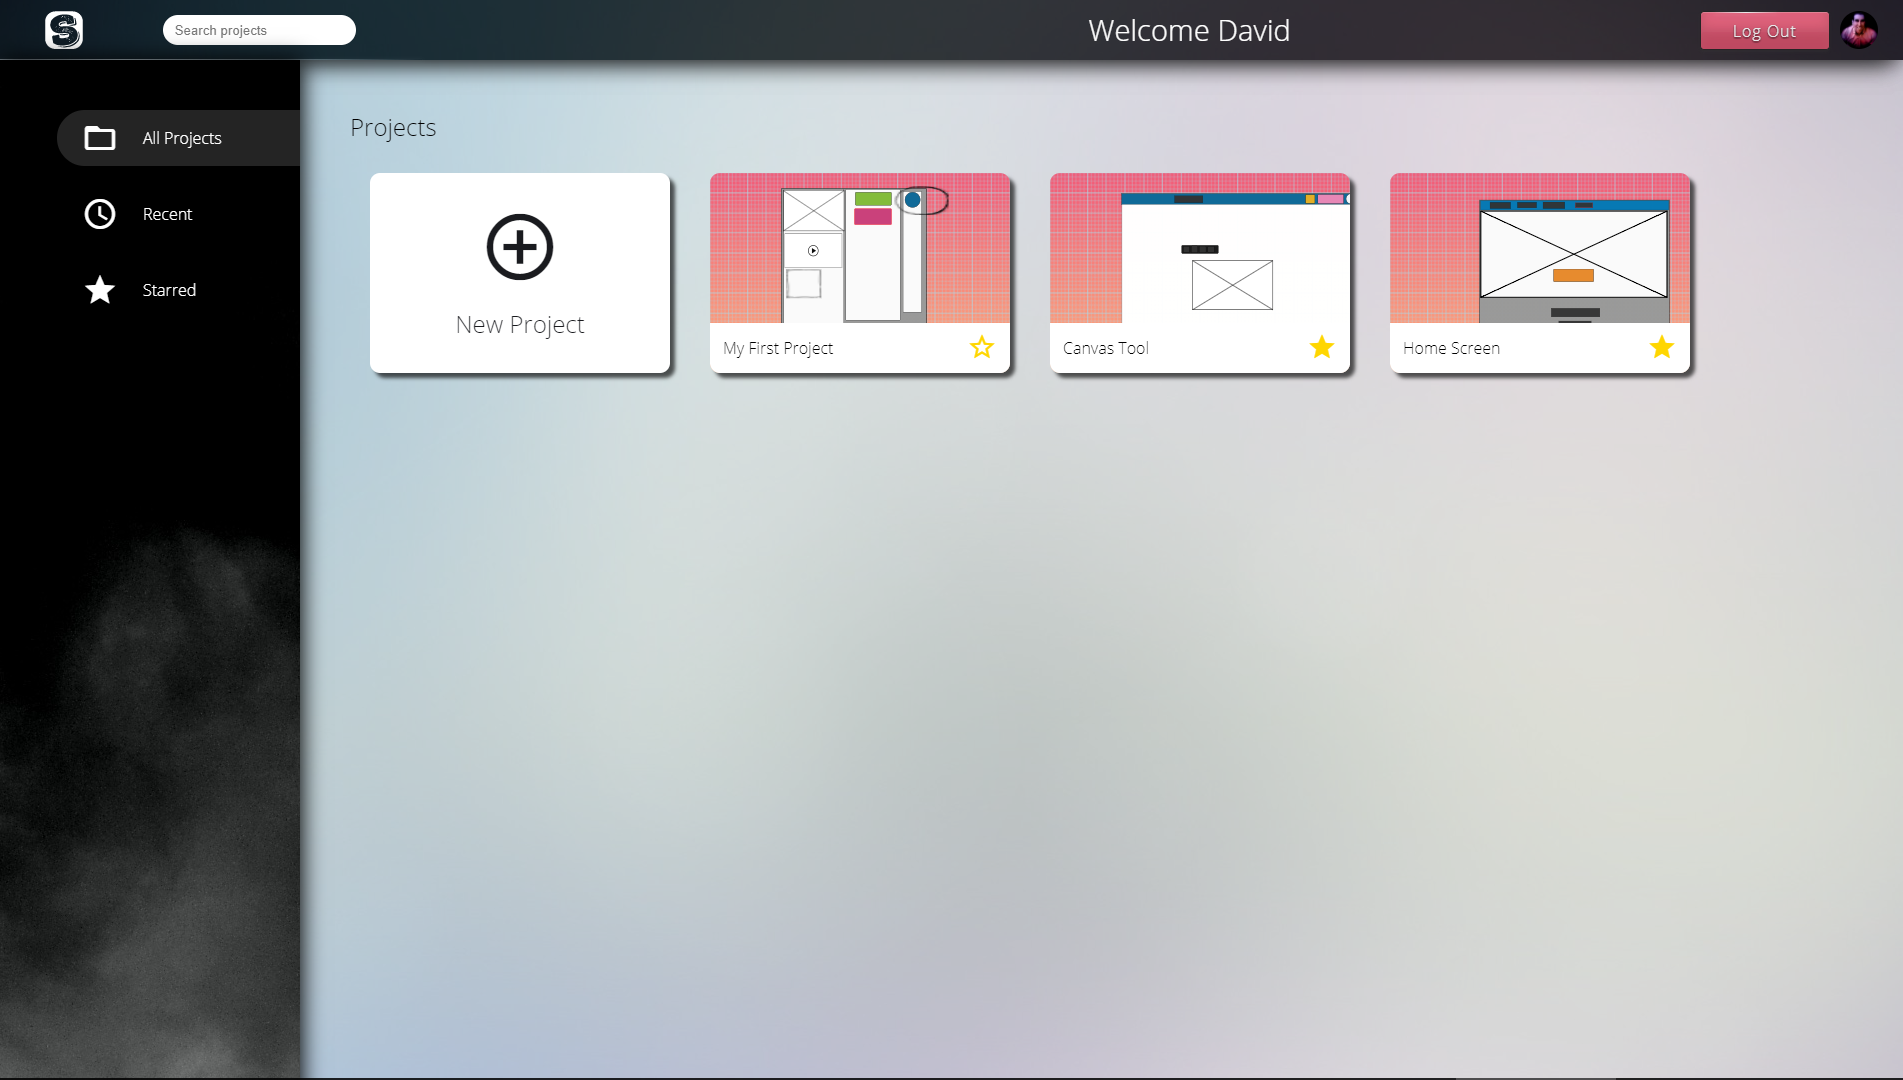 S
Search projects
Welcome David
Log Out
All Projects
Recent
Starred
Projects
New Project
My First Project
Canvas Tool
Home Screen